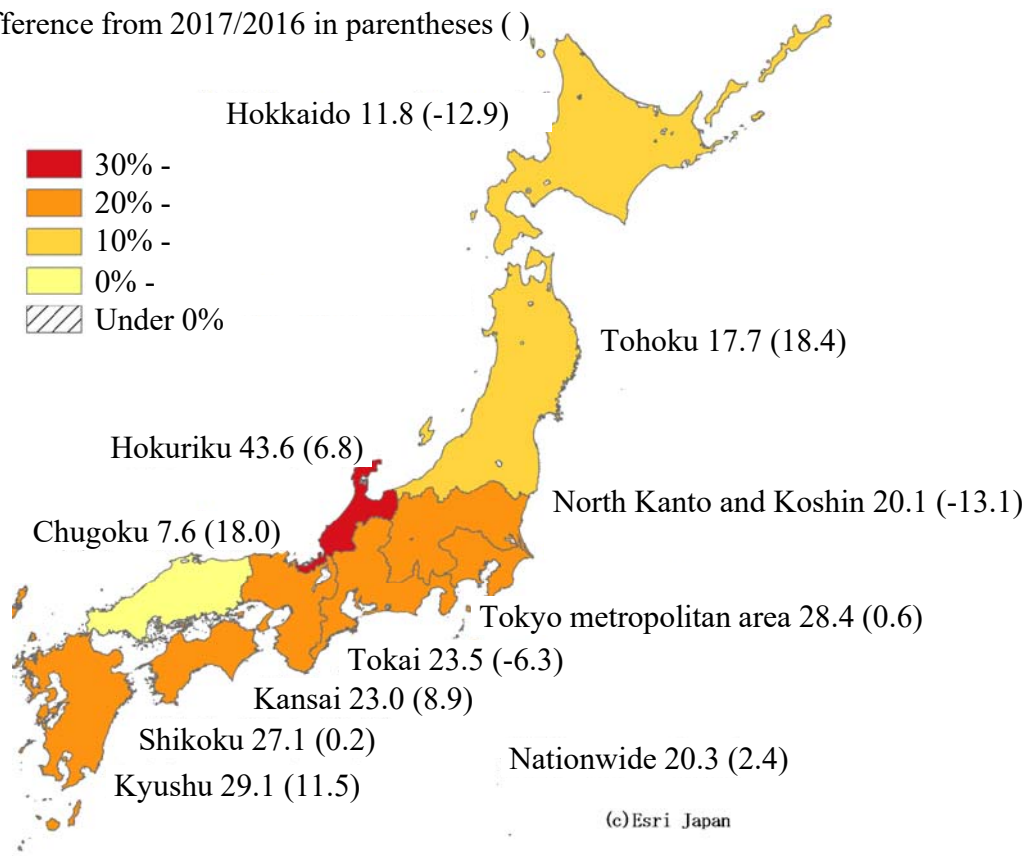 fference from 2017/2016 in parentheses ( )
Hokkaido 11.8 (-12.9)
30% -
20% -
10% -
0% -
Under 0%
Tohoku 17.7 (18.4)
Hokuriku 43.6 (6.8)
North Kanto and Koshin 20.1 (-13.1)
Chugoku 7.6 (18.0)
Tokyo metropolitan area 28.4 (0.6)
Tokai 23.5 (-6.3)
Kansai 23.0 (8.9)
Shikoku 27.1 (0.2)
Nationwide 20.3 (2.4)
Kyushu 29.1 (11.5)
(c)Esri Japan